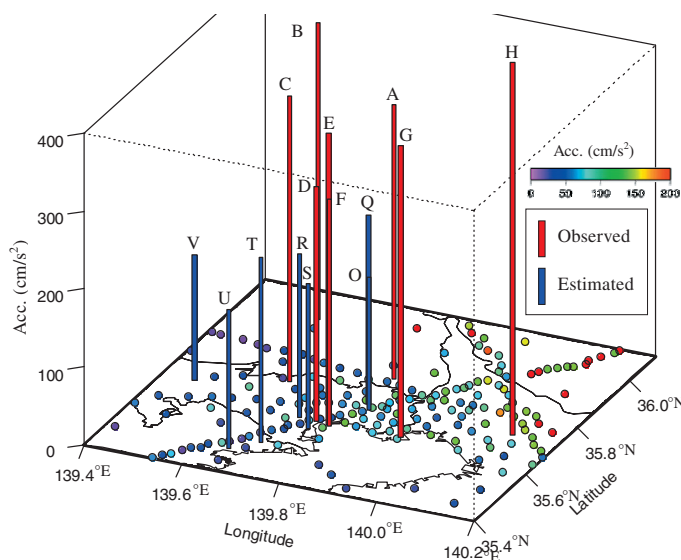 B
H
C
A
E
G
Acc. (cm/s²)
0 50 100 150 200
D
F
Q
Observed
V
T
R
O
Estimated
U
S
400
300
200
100
0
Acc. (cm/s²)
139.4°E
139.6°E
139.8°E
140.0°E
140.2°E
Longitude
35.4°N
35.6°N
35.8°N
36.0°N
Latitude